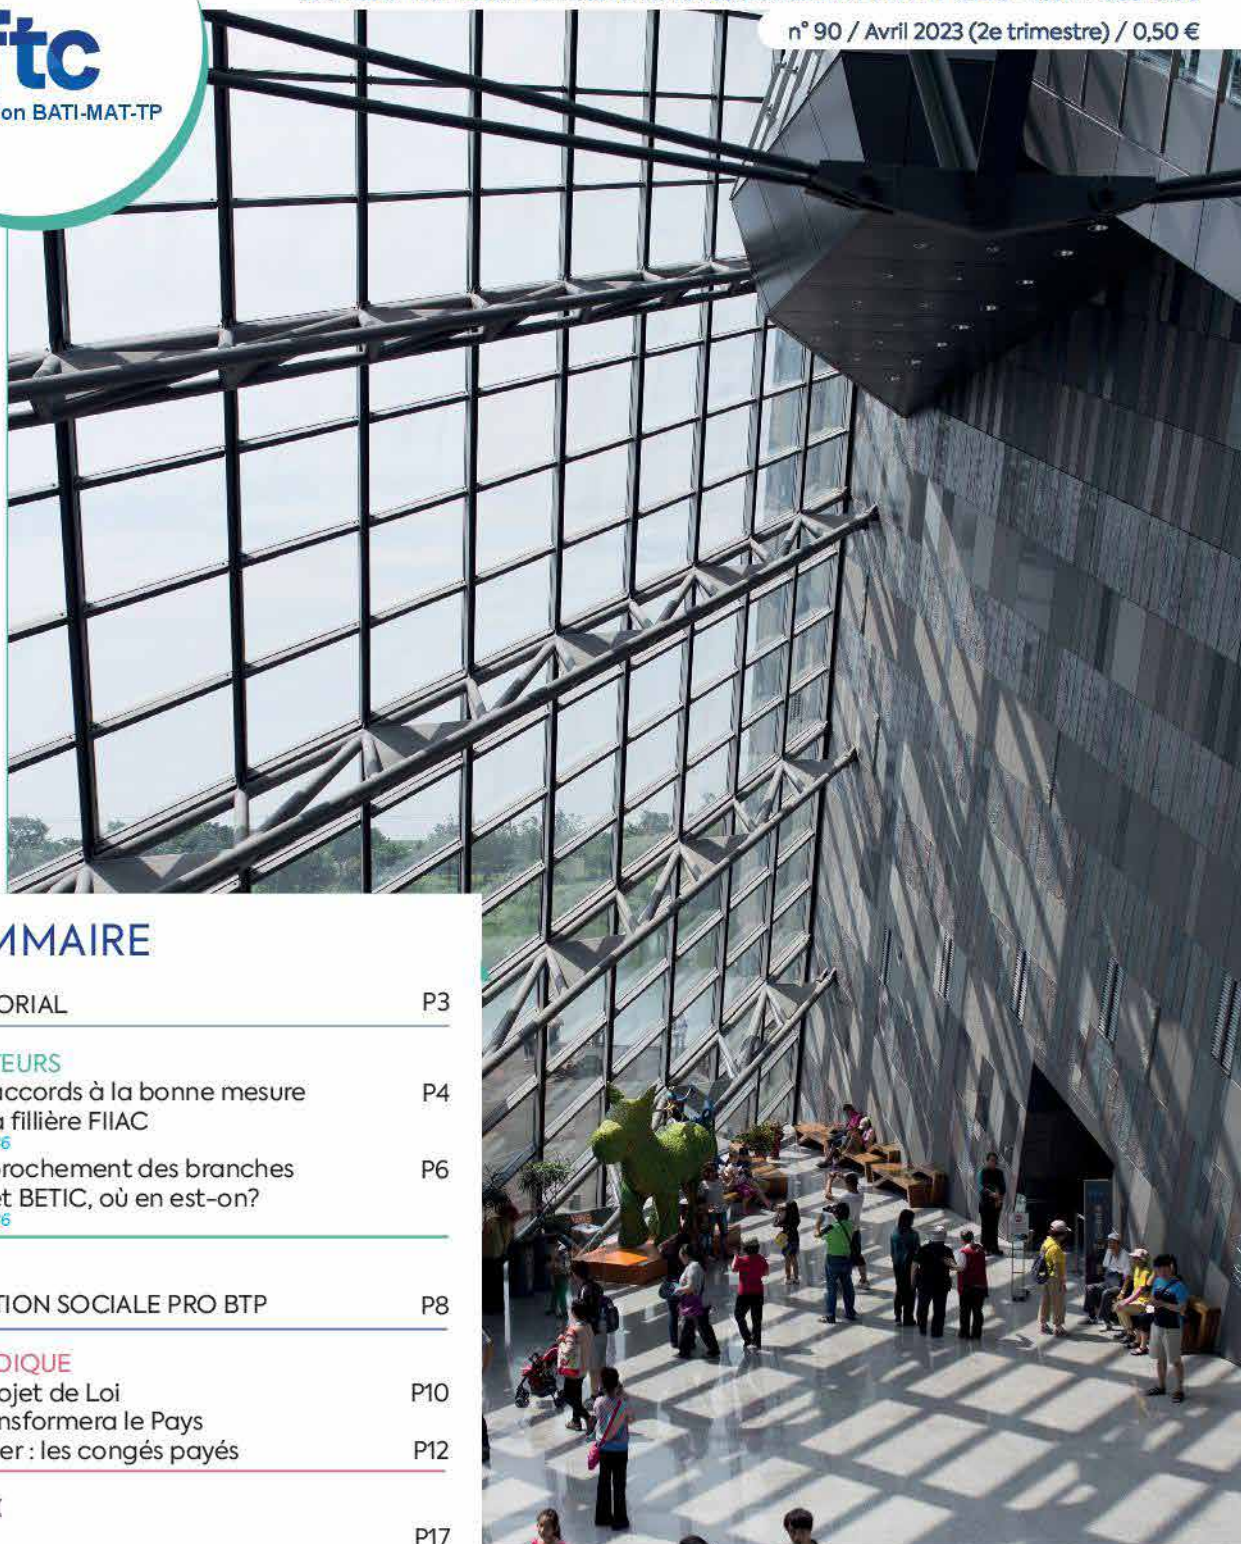 n° 90 / Avril 2023 (2e trimestre) / 0,50 €
ftc
on BATI-MAT-TP
MMAIRE
ORIAL P3
TEURS
accords à la bonne mesure P4
a fillière FIIAC
6
prochement des branches P6
et BETIC, où en est-on?
6
TION SOCIALE PRO BTP P8
DIQUE
ojet de Loi P10
nsformera le Pays
er : les congés payés P12
P17